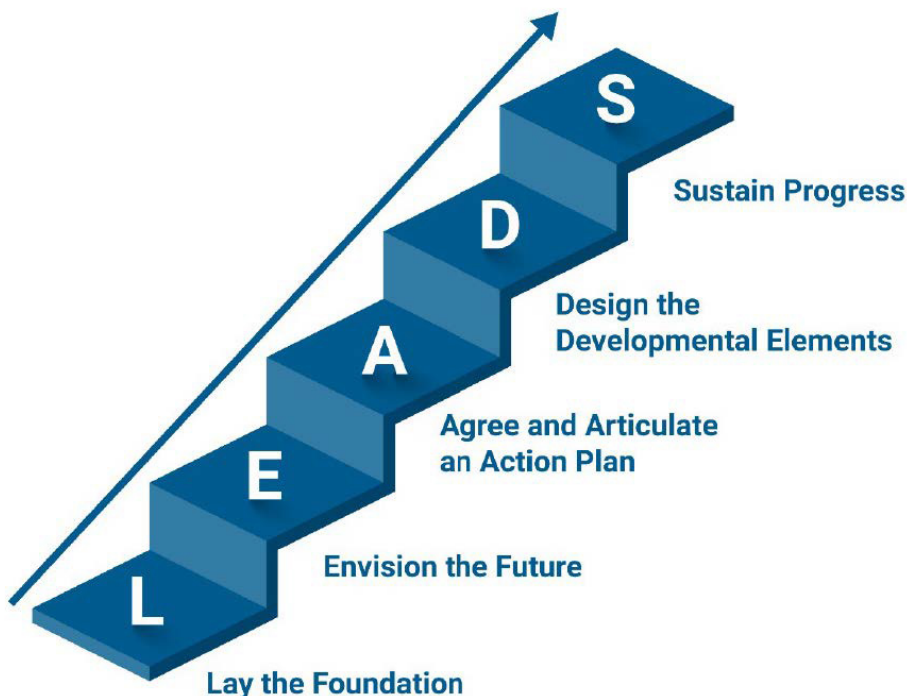 S
Sustain Progress
D
Design the
Developmental Elements
A
Agree and Articulate
an Action Plan
E
Envision the Future
L
Lay the Foundation